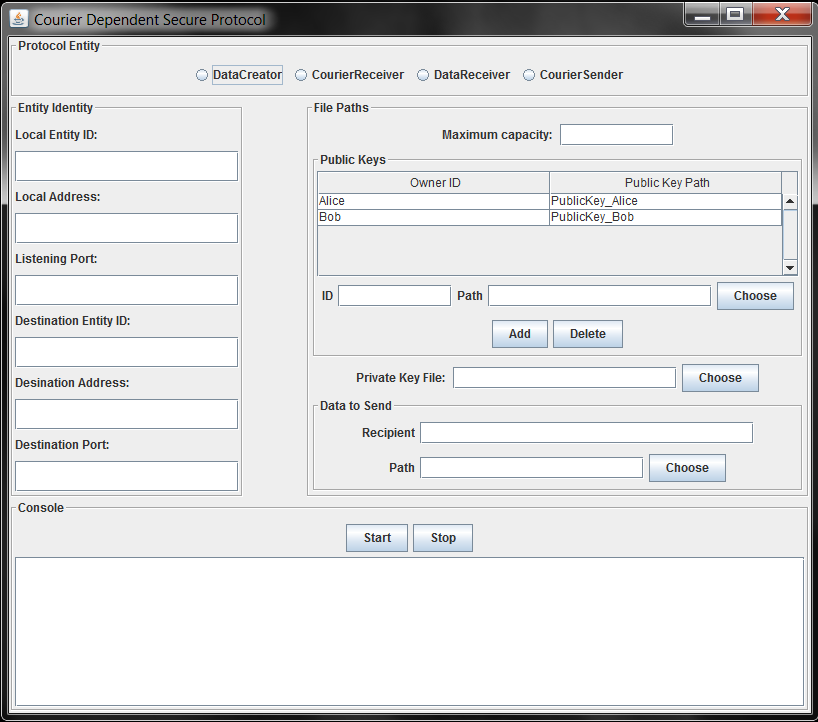 Courier Dependent Secure Protocol
Protocol Entity
DataCreator CourierReceiver DataReceiver CourierSender
Entity Identity
Local Entity ID:
Local Address:
Listening Port:
Destination Entity ID:
Desination Address:
Destination Port:
File Paths
Maximum capacity:
Public Keys
Owner ID Public Key Path
Alice PublicKey_Alice
Bob PublicKey_Bob
ID Path Choose
Add Delete
Private Key File: Choose
Data to Send
Recipient
Path Choose
Console
Start Stop